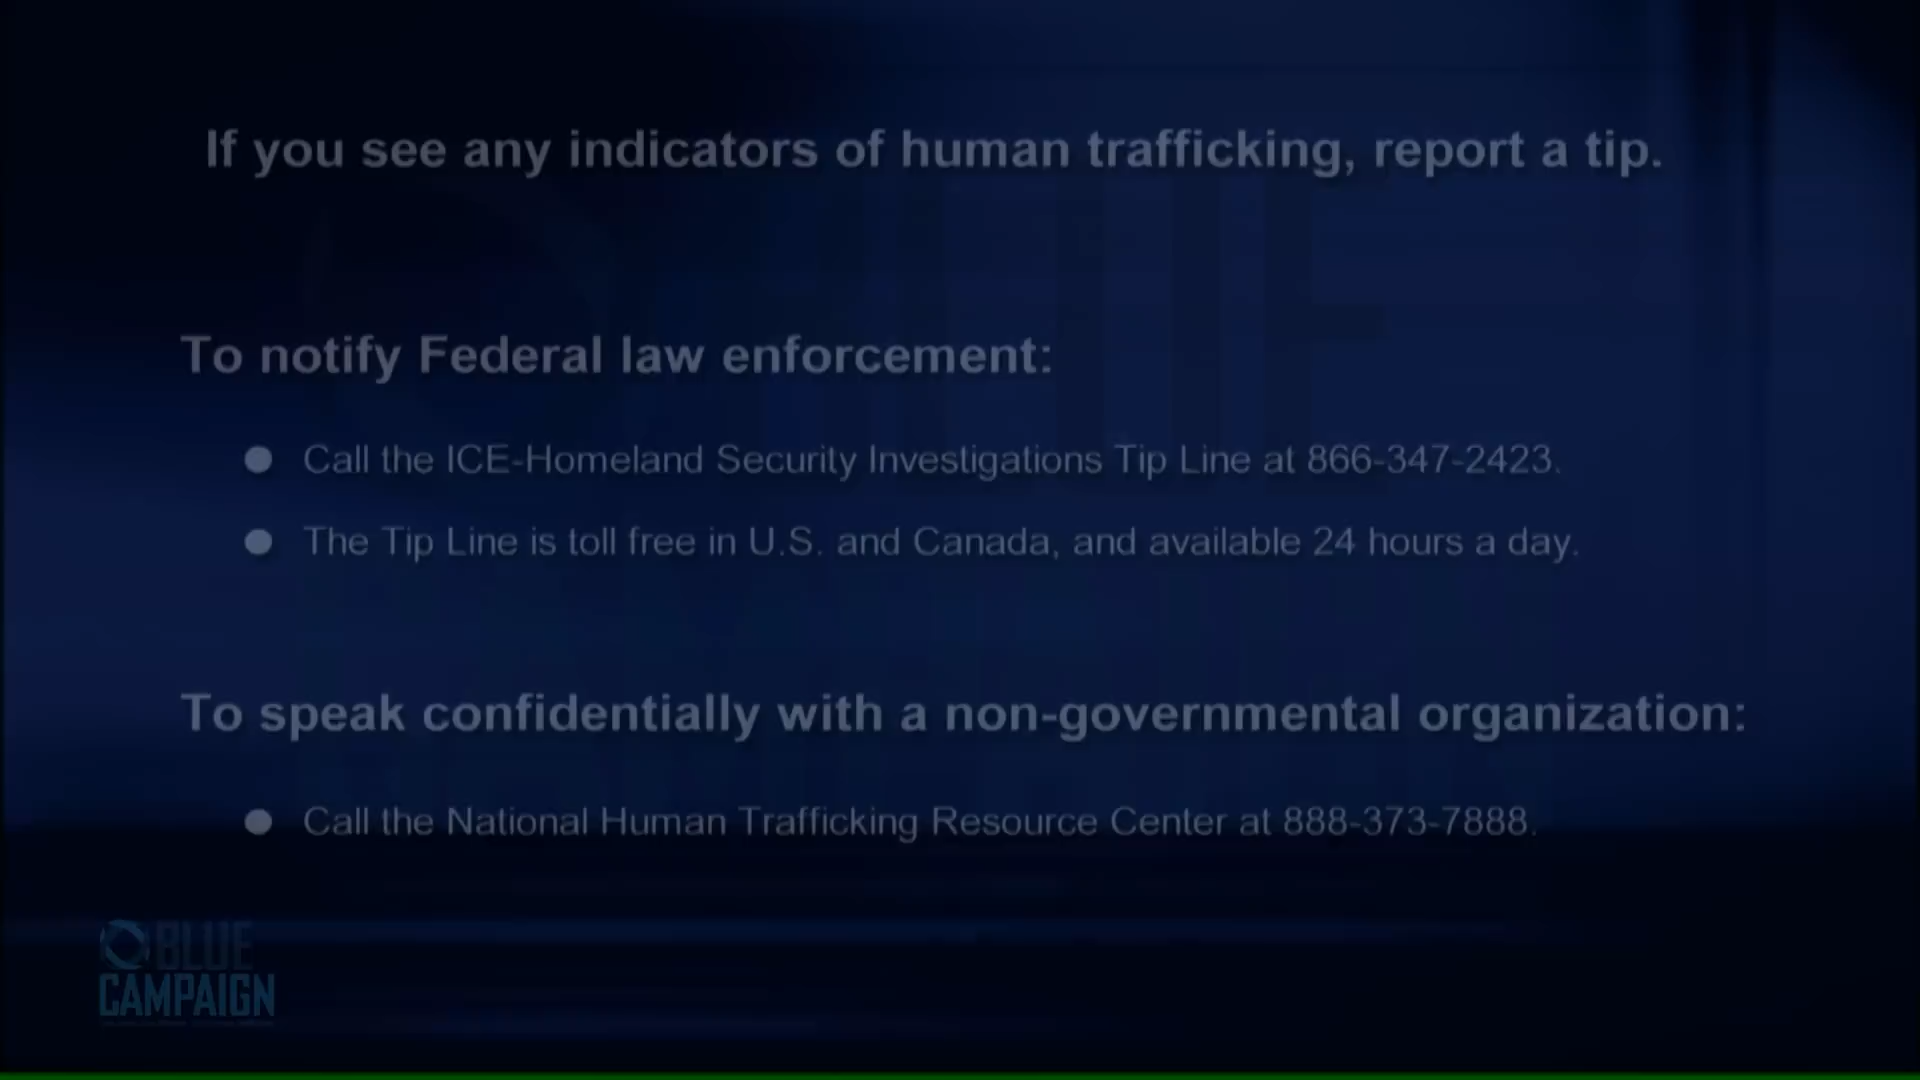 If you see any indicators of human trafficking, report a tip.
To notify Federal law enforcement:
● Call the ICE-Homeland Security Investigations Tip Line at 866-347-2423.
● The Tip Line is toll free in U.S. and Canada, and available 24 hours a day.
To speak confidentially with a non-governmental organization:
● Call the National Human Trafficking Resource Center at 888-373-7888.
BLUE
CAMPAIGN